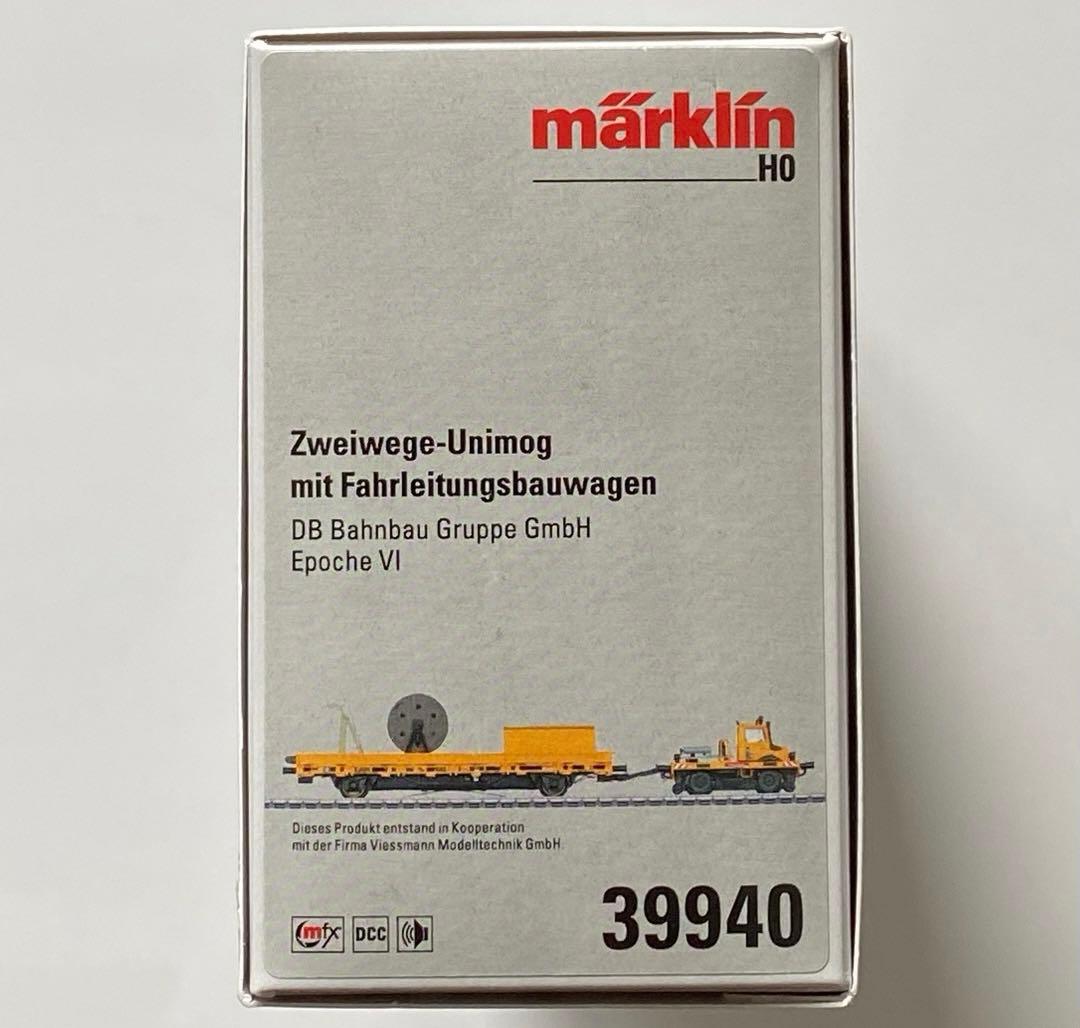 märklín
H0
Zweiwege-Unimog
mit Fahrleitungsbauwagen
DB Bahnbau Gruppe GmbH
Epoche VI
Dieses Produkt entstand in Kooperation
mit der Firma Viessmann Modelltechnik GmbH.
mfx DCC
39940